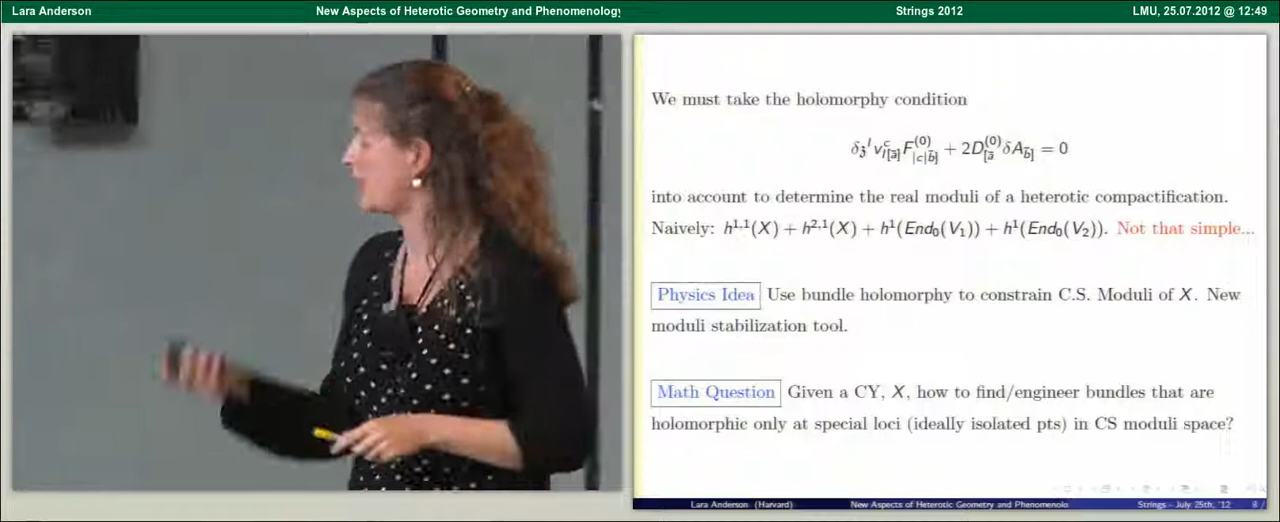 Lara Anderson New Aspects of Heterotic Geometry and Phenomenology Strings 2012 LMU, 25.07.2012 @ 12:49
We must take the holomorphy condition
δ𝔷^I v^c_{I[ā]} F^{(0)}_{|c|b̄]} + 2D^{(0)}_{[ā} δA_{b̄]} = 0
into account to determine the real moduli of a heterotic compactification.
Naively: h^{1,1}(X) + h^{2,1}(X) + h^1(End_0(V_1)) + h^1(End_0(V_2)). Not that simple...
Physics Idea Use bundle holomorphy to constrain C.S. Moduli of X. New
moduli stabilization tool.
Math Question Given a CY, X, how to find/engineer bundles that are
holomorphic only at special loci (ideally isolated pts) in CS moduli space?
Lara Anderson (Harvard) New Aspects of Heterotic Geometry and Phenomenolo Strings - July 25th, '12 8 /